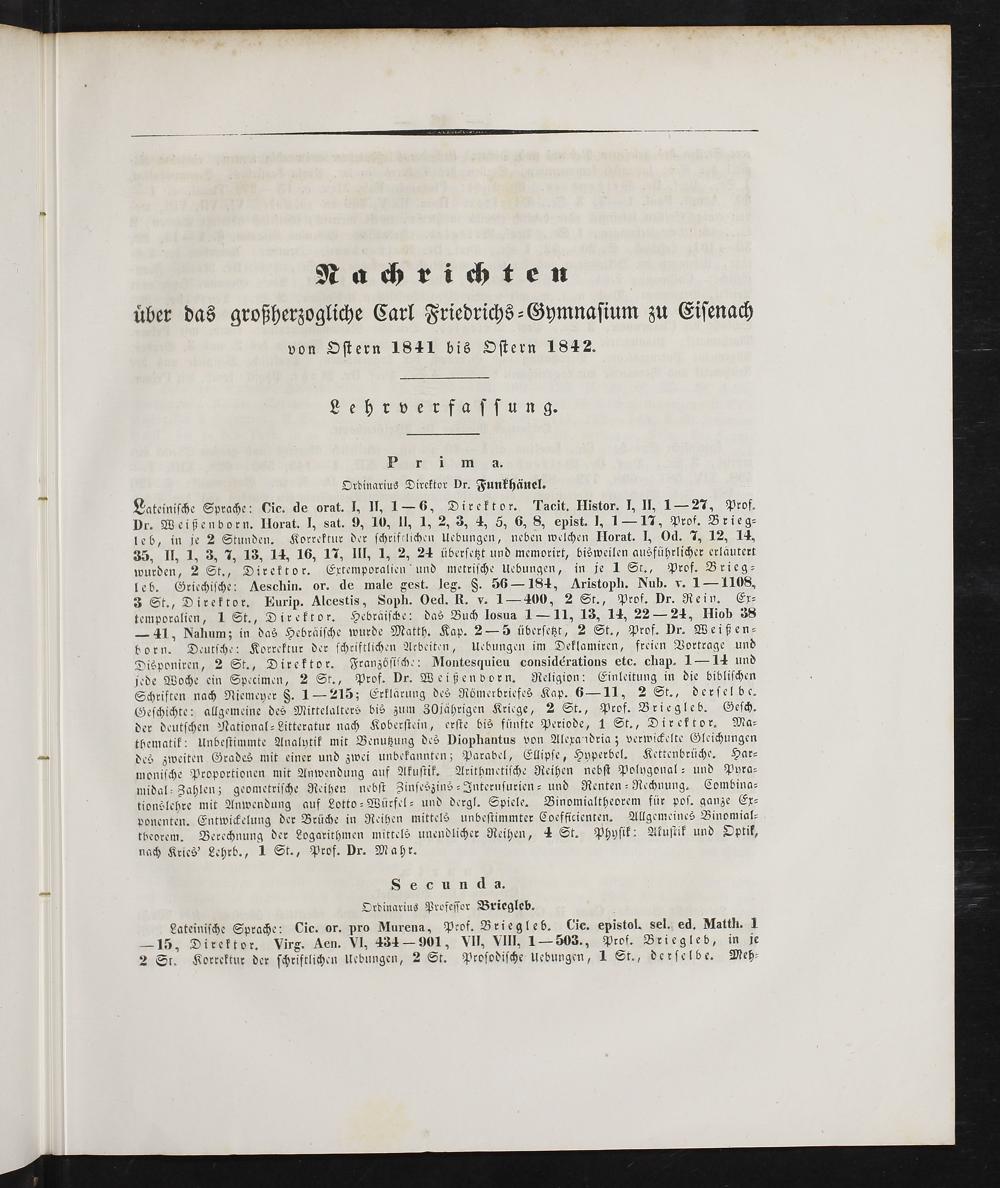 Nachrichten
über das großherzogliche Carl Friedrichs-Gymnasium zu Eisenach
von Ostern 1841 bis Ostern 1842.
Lehrverfassung.
Prima.
Ordinarius Direktor Dr. Funkhänel.
Lateinische Sprache: Cic. de orat. I, II, 1—6, Direktor. Tacit. Histor. I, II, 1—27, Prof.
Dr. Weißenborn. Horat. I, sat. 9, 10, II, 1, 2, 3, 4, 5, 6, 8, epist. I, 1—17, Prof. Brieg-
leb, in je 2 Stunden. Korrektur der schriftlichen Uebungen, neben welchen Horat. I, Od. 7, 12, 14,
35, II, 1, 3, 7, 13, 14, 16, 17, III, 1, 2, 24 übersetzt und memorirt, bisweilen ausführlicher erläutert
wurden, 2 St., Direktor. Extemporalien und metrische Uebungen, in je 1 St., Prof. Brieg-
leb. Griechische: Aeschin. or. de male gest. leg. §. 56—184, Aristoph. Nub. v. 1—1108,
3 St., Direktor. Eurip. Alcestis, Soph. Oed. R. v. 1—400, 2 St., Prof. Dr. Rein. Ex-
temporalien, 1 St., Direktor. Hebräische: das Buch Iosua 1—11, 13, 14, 22—24, Hiob 38
—41, Nahum; in das Hebräische wurde Matth. Kap. 2—5 übersetzt, 2 St., Prof. Dr. Weißen-
born. Deutsche: Korrektur der schriftlichen Arbeiten, Uebungen im Deklamiren, freien Vortrage und
Disponiren, 2 St., Direktor. Französische: Montesquieu considérations etc. chap. 1—14 und
jede Woche ein Specimen, 2 St., Prof. Dr. Weißenborn. Religion: Einleitung in die biblischen
Schriften nach Niemeyer §. 1—215; Erklärung des Römerbriefes Kap. 6—11, 2 St., derselbe.
Geschichte: allgemeine des Mittelalters bis zum 30jährigen Kriege, 2 St., Prof. Briegleb. Gesch.
der deutschen National-Litteratur nach Koberstein, erste bis fünfte Periode, 1 St., Direktor. Ma-
thematik: Unbestimmte Analytik mit Benutzung des Diophantus von Alexandria; verwickelte Gleichungen
des zweiten Grades mit einer und zwei unbekannten; Parabel, Ellipse, Hyperbel. Kettenbrüche. Har-
monische Proportionen mit Anwendung auf Akustik. Arithmetische Reihen nebst Polygonal- und Pyra-
midal-Zahlen; geometrische Reihen nebst Zinseszins-Internsurien- und Renten-Rechnung. Combina-
tionslehre mit Anwendung auf Lotto-Würfel- und dergl. Spiele. Binomialtheorem für pos. ganze Ex-
ponenten. Entwickelung der Brüche in Reihen mittels unbestimmter Coefficienten. Allgemeines Binomial-
theorem. Berechnung der Logarithmen mittels unendlicher Reihen, 4 St. Physik: Akustik und Optik,
nach Kries' Lehrb., 1 St., Prof. Dr. Mahr.
Secunda.
Ordinarius Professor Briegleb.
Lateinische Sprache: Cic. or. pro Murena, Prof. Briegleb. Cic. epistol. sel. ed. Matth. 1
—15, Direktor. Virg. Aen. VI, 434—901, VII, VIII, 1—503., Prof. Briegleb, in je
2 St. Korrektur der schriftlichen Uebungen, 2 St. Prosodische Uebungen, 1 St., derselbe. Meh-